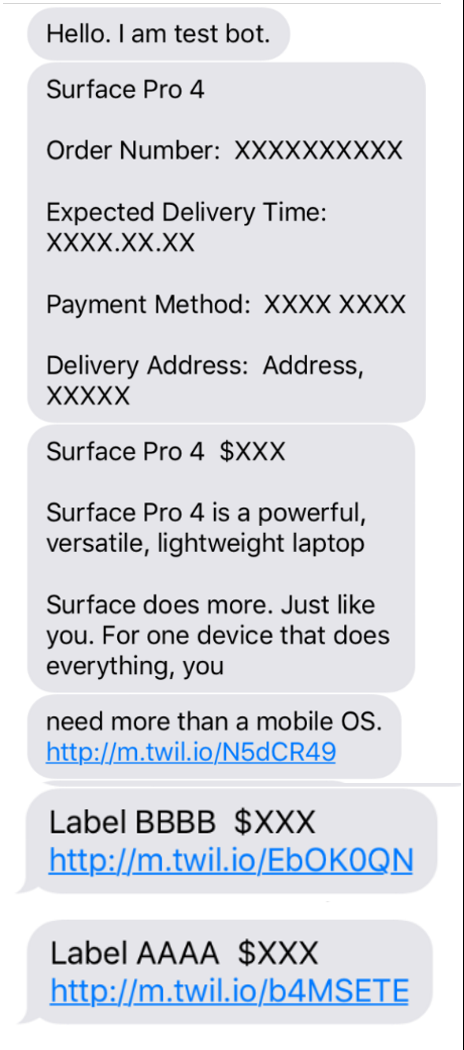 Hello. I am test bot.
Surface Pro 4
Order Number:  XXXXXXXXXX
Expected Delivery Time:
XXXX.XX.XX
Payment Method:  XXXX XXXX
Delivery Address:  Address,
XXXXX
Surface Pro 4  $XXX
Surface Pro 4 is a powerful,
versatile, lightweight laptop
Surface does more. Just like
you. For one device that does
everything, you
need more than a mobile OS.
http://m.twil.io/N5dCR49
Label BBBB  $XXX
http://m.twil.io/EbOK0QN
Label AAAA  $XXX
http://m.twil.io/b4MSETE